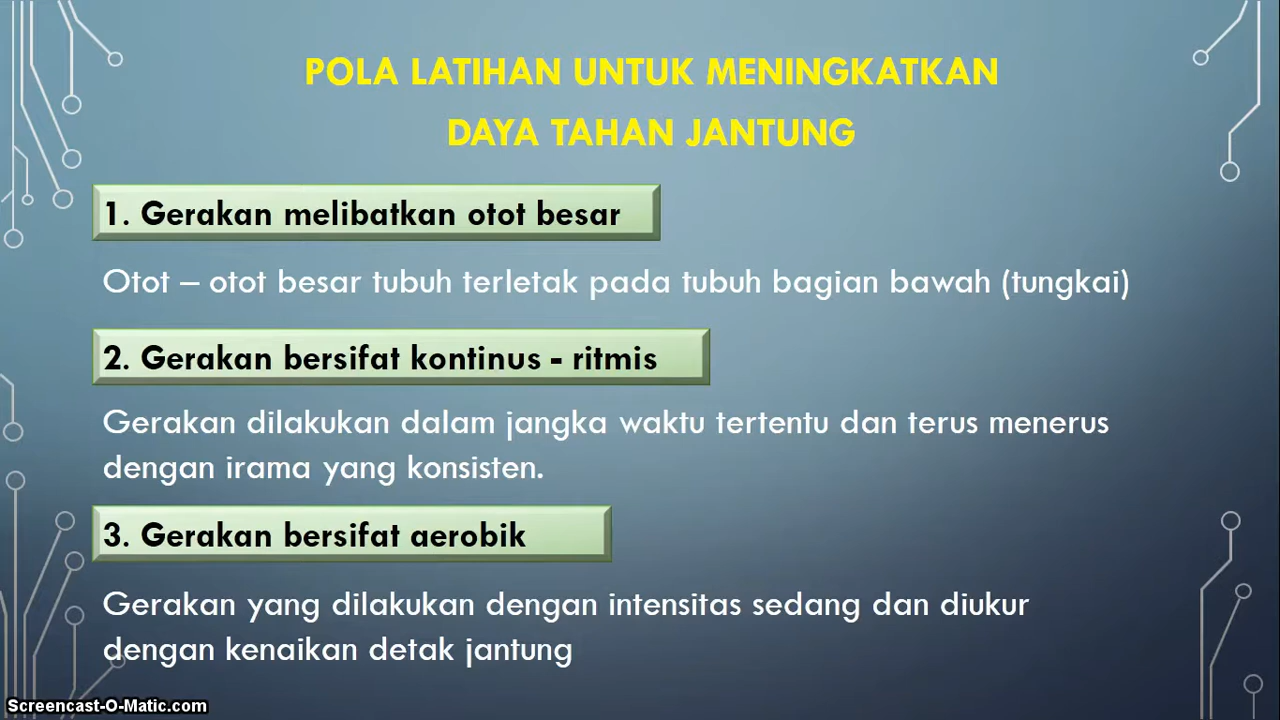 POLA LATIHAN UNTUK MENINGKATKAN
DAYA TAHAN JANTUNG
1. Gerakan melibatkan otot besar
Otot – otot besar tubuh terletak pada tubuh bagian bawah (tungkai)
2. Gerakan bersifat kontinus - ritmis
Gerakan dilakukan dalam jangka waktu tertentu dan terus menerus
dengan irama yang konsisten.
3. Gerakan bersifat aerobik
Gerakan yang dilakukan dengan intensitas sedang dan diukur
dengan kenaikan detak jantung
Screencast-O-Matic.com